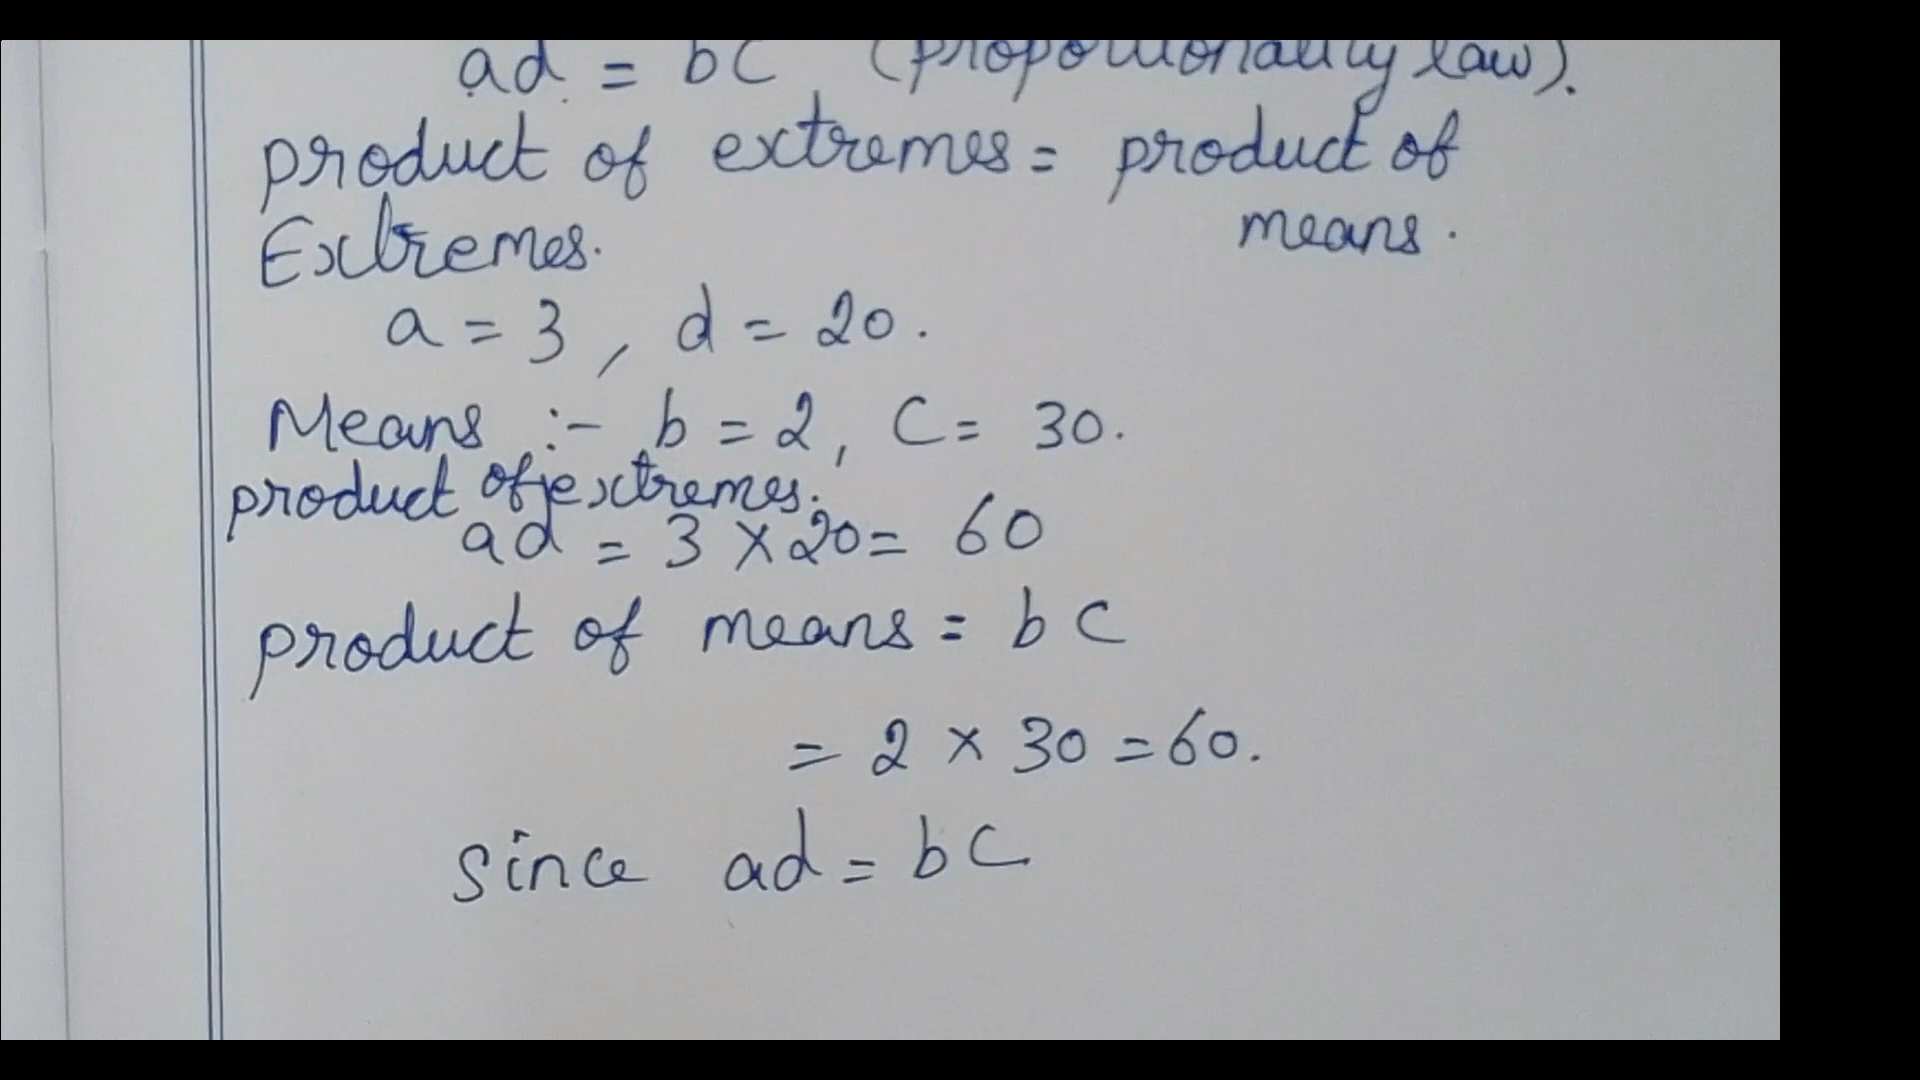 ad = bc (proportionality law).
product of extremes = product of
means.
Extremes.
a = 3, d = 20.
Means :- b = 2, c = 30.
product of extremes.
ad = 3 × 20 = 60
product of means = bc
= 2 × 30 = 60.
since ad = bc